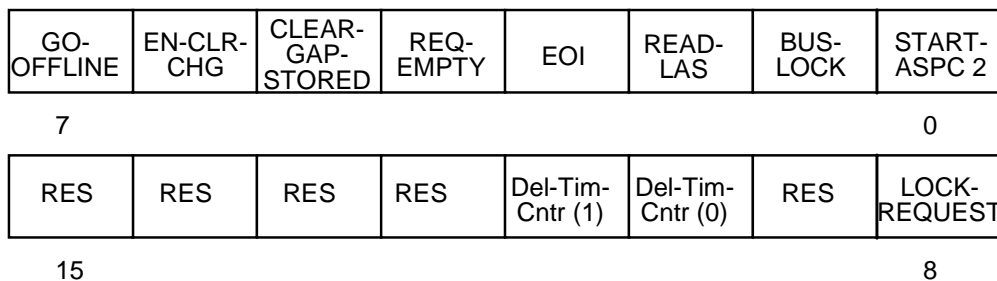 GO-OFFLINE EN-CLR-CHG CLEAR-GAP-STORED REQ-EMPTY EOI READ-LAS BUS-LOCK START-ASPC 2
7 0
RES RES RES RES Del-Tim-Cntr (1) Del-Tim-Cntr (0) RES LOCK-REQUEST
15 8